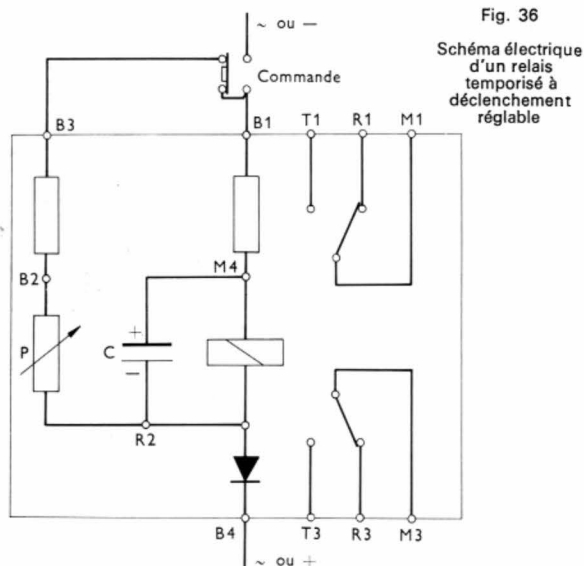 ~ ou —
Fig. 36
Schéma électrique
d'un relais
temporisé à
déclenchement
réglable
Commande
B3
B1
T1
R1
M1
M4
B2
P
+
C
—
R2
B4
T3
R3
M3
~ ou +